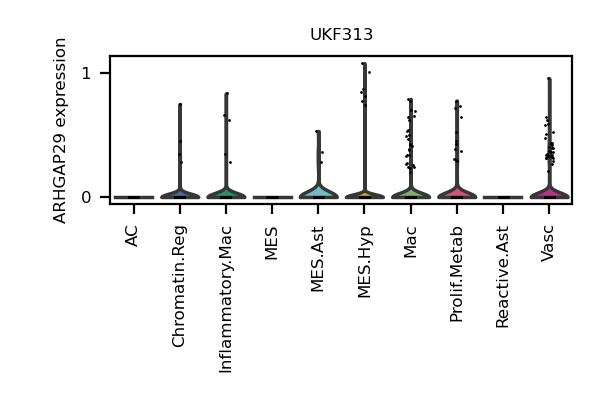 UKF313
ARHGAP29 expression
1
0
AC
Chromatin.Reg
Inflammatory.Mac
MES
MES.Ast
MES.Hyp
Mac
Prolif.Metab
Reactive.Ast
Vasc